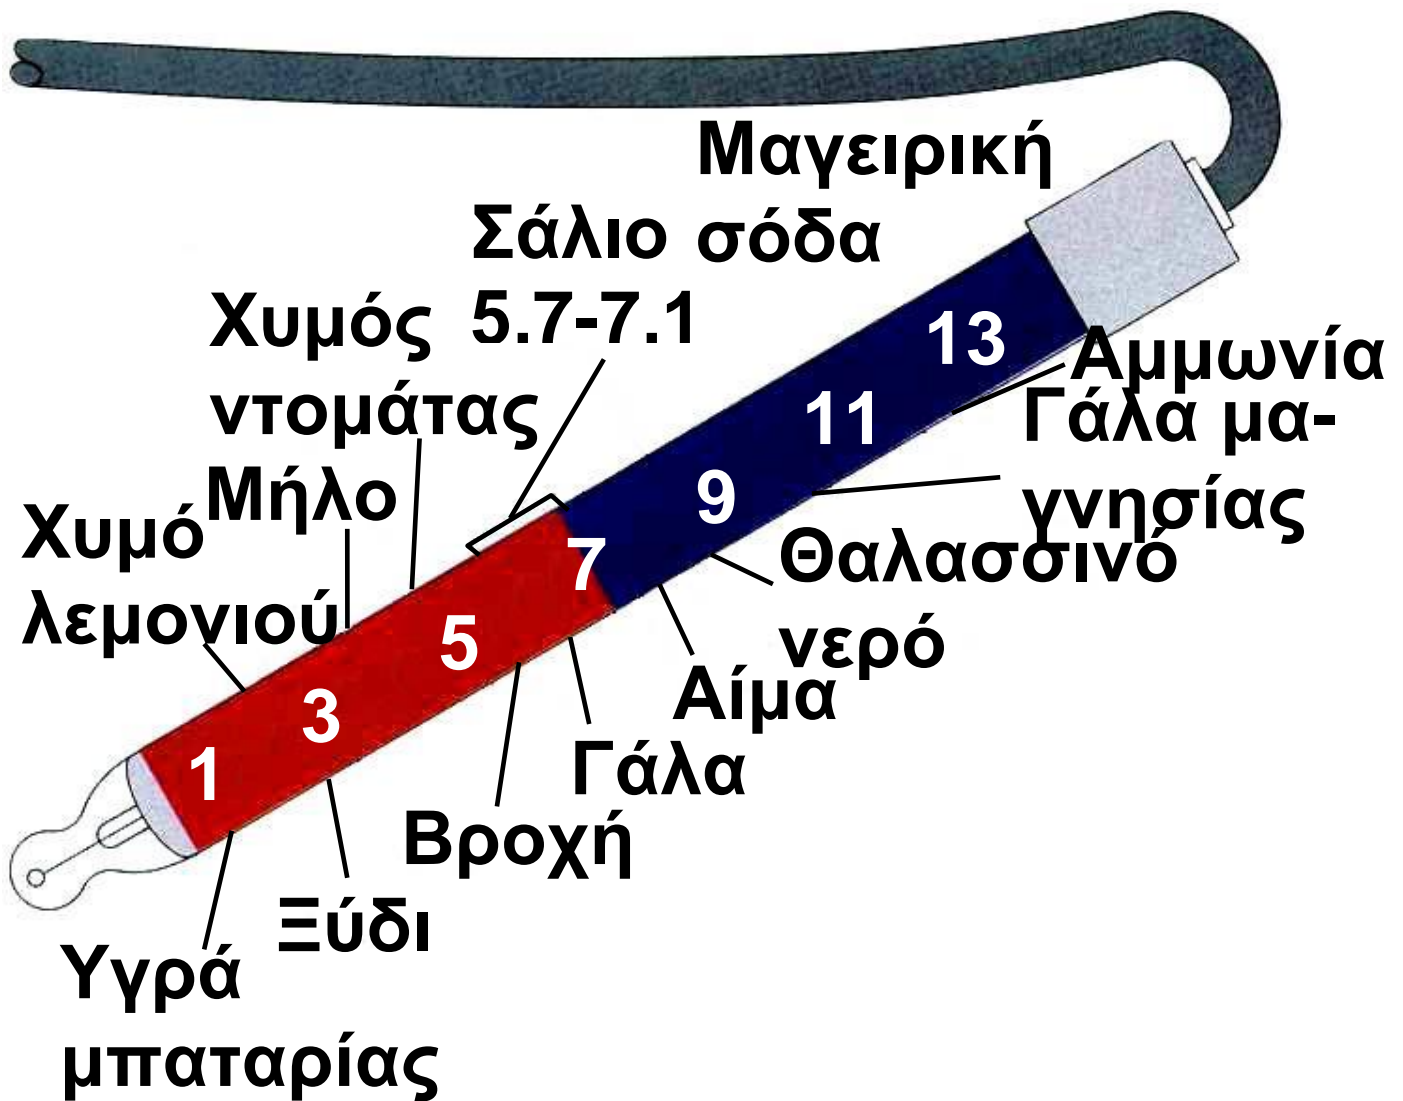 Μαγειρική
σόδα
Σάλιο
5.7-7.1
Χυμός
ντομάτας
Μήλο
Χυμό
λεμονιού
13
11
9
7
5
3
1
Αμμωνία
Γάλα μα-
γνησίας
Θαλασσινό
νερό
Αίμα
Γάλα
Βροχή
Ξύδι
Υγρά
μπαταρίας